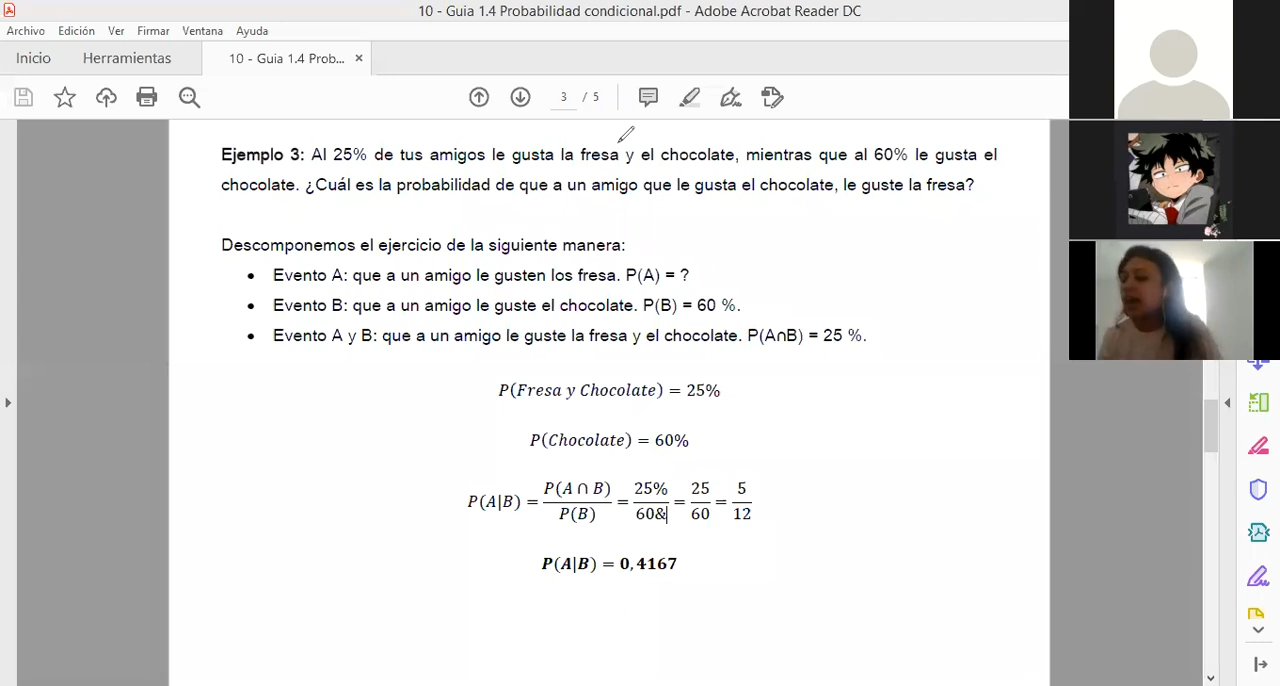 10 - Guia 1.4 Probabilidad condicional.pdf - Adobe Acrobat Reader DC
Archivo Edición Ver Firmar Ventana Ayuda
Inicio Herramientas 10 - Guia 1.4 Prob... ×
3 / 5
Ejemplo 3: Al 25% de tus amigos le gusta la fresa y el chocolate, mientras que al 60% le gusta el
chocolate. ¿Cuál es la probabilidad de que a un amigo que le gusta el chocolate, le guste la fresa?
Descomponemos el ejercicio de la siguiente manera:
• Evento A: que a un amigo le gusten los fresa. P(A) = ?
• Evento B: que a un amigo le guste el chocolate. P(B) = 60 %.
• Evento A y B: que a un amigo le guste la fresa y el chocolate. P(A∩B) = 25 %.
P(Fresa y Chocolate) = 25%
P(Chocolate) = 60%
P(A|B) = P(A ∩ B) / P(B) = 25% / 60&| = 25 / 60 = 5 / 12
P(A|B) = 0,4167